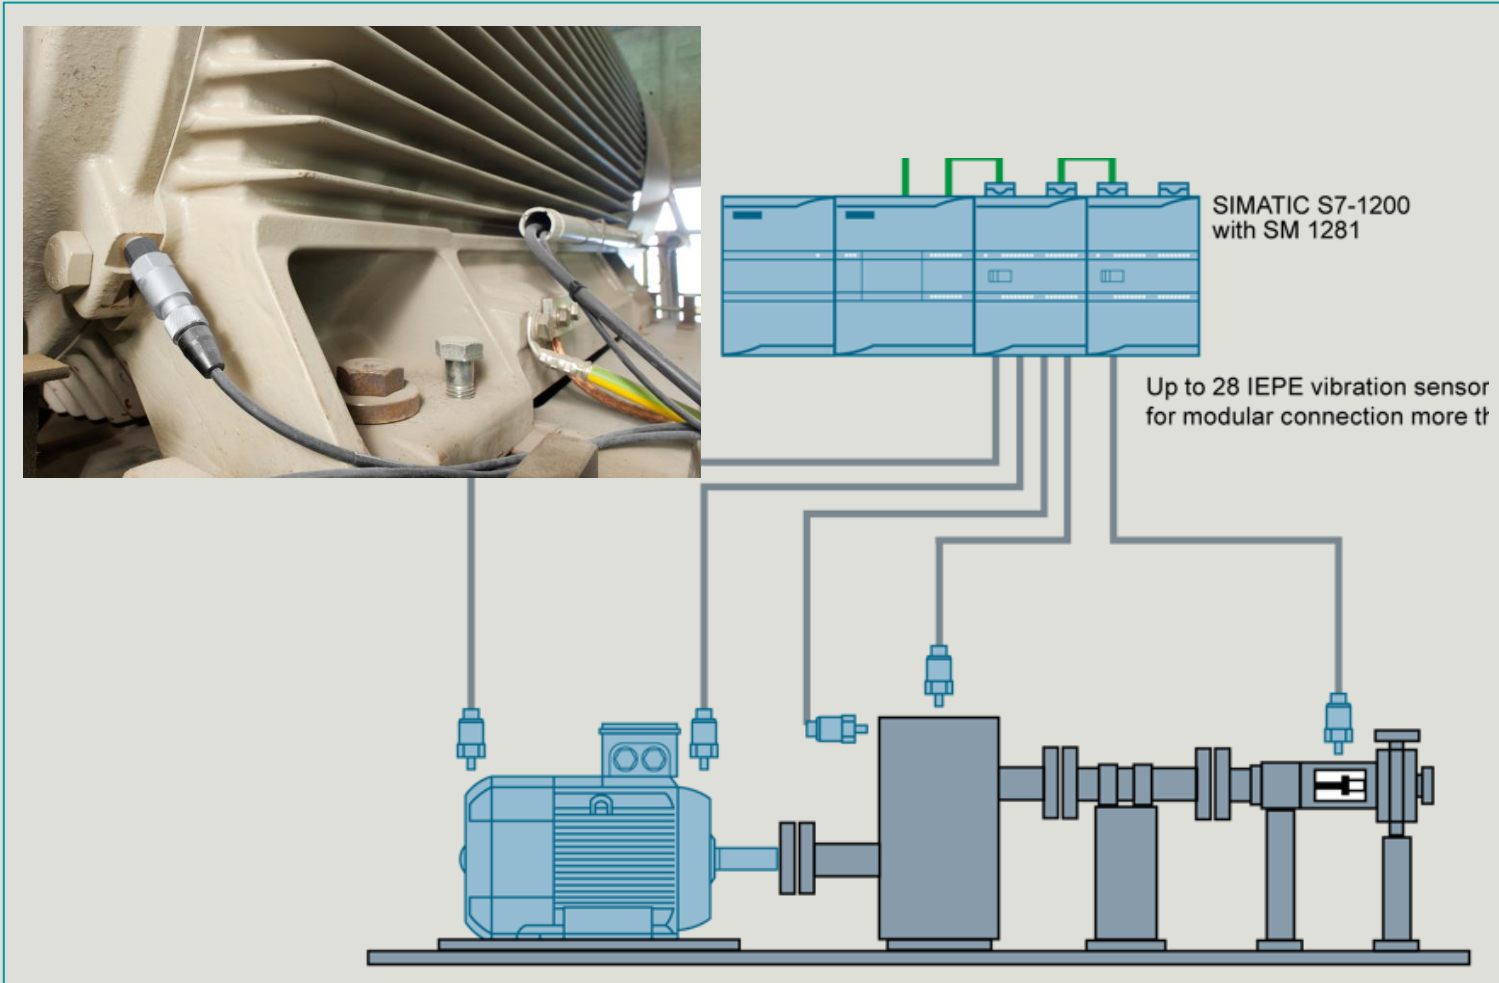 SIMATIC S7-1200
with SM 1281
Up to 28 IEPE vibration sensor
for modular connection more